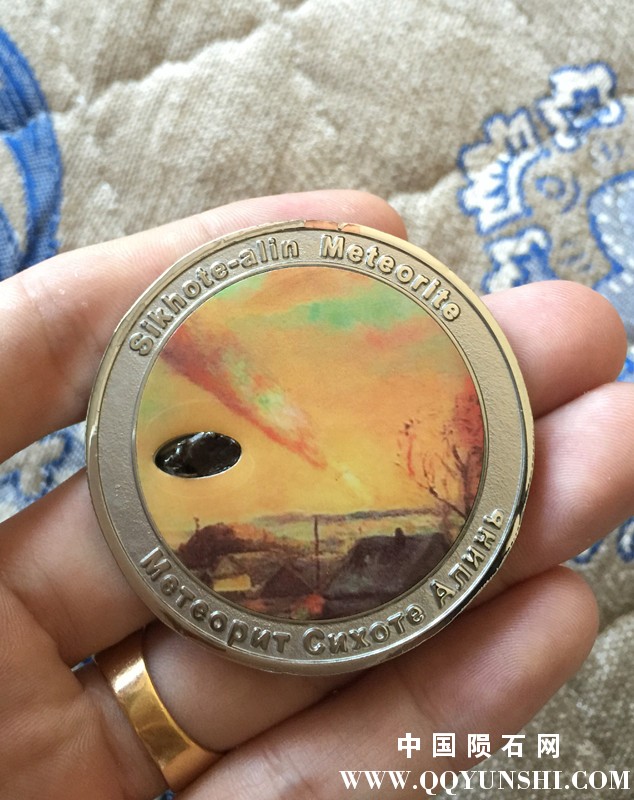 Sikhote-alin Meteorite
Метеорит Сихоте Алинь
中国陨石网
WWW.QQYUNSHI.COM